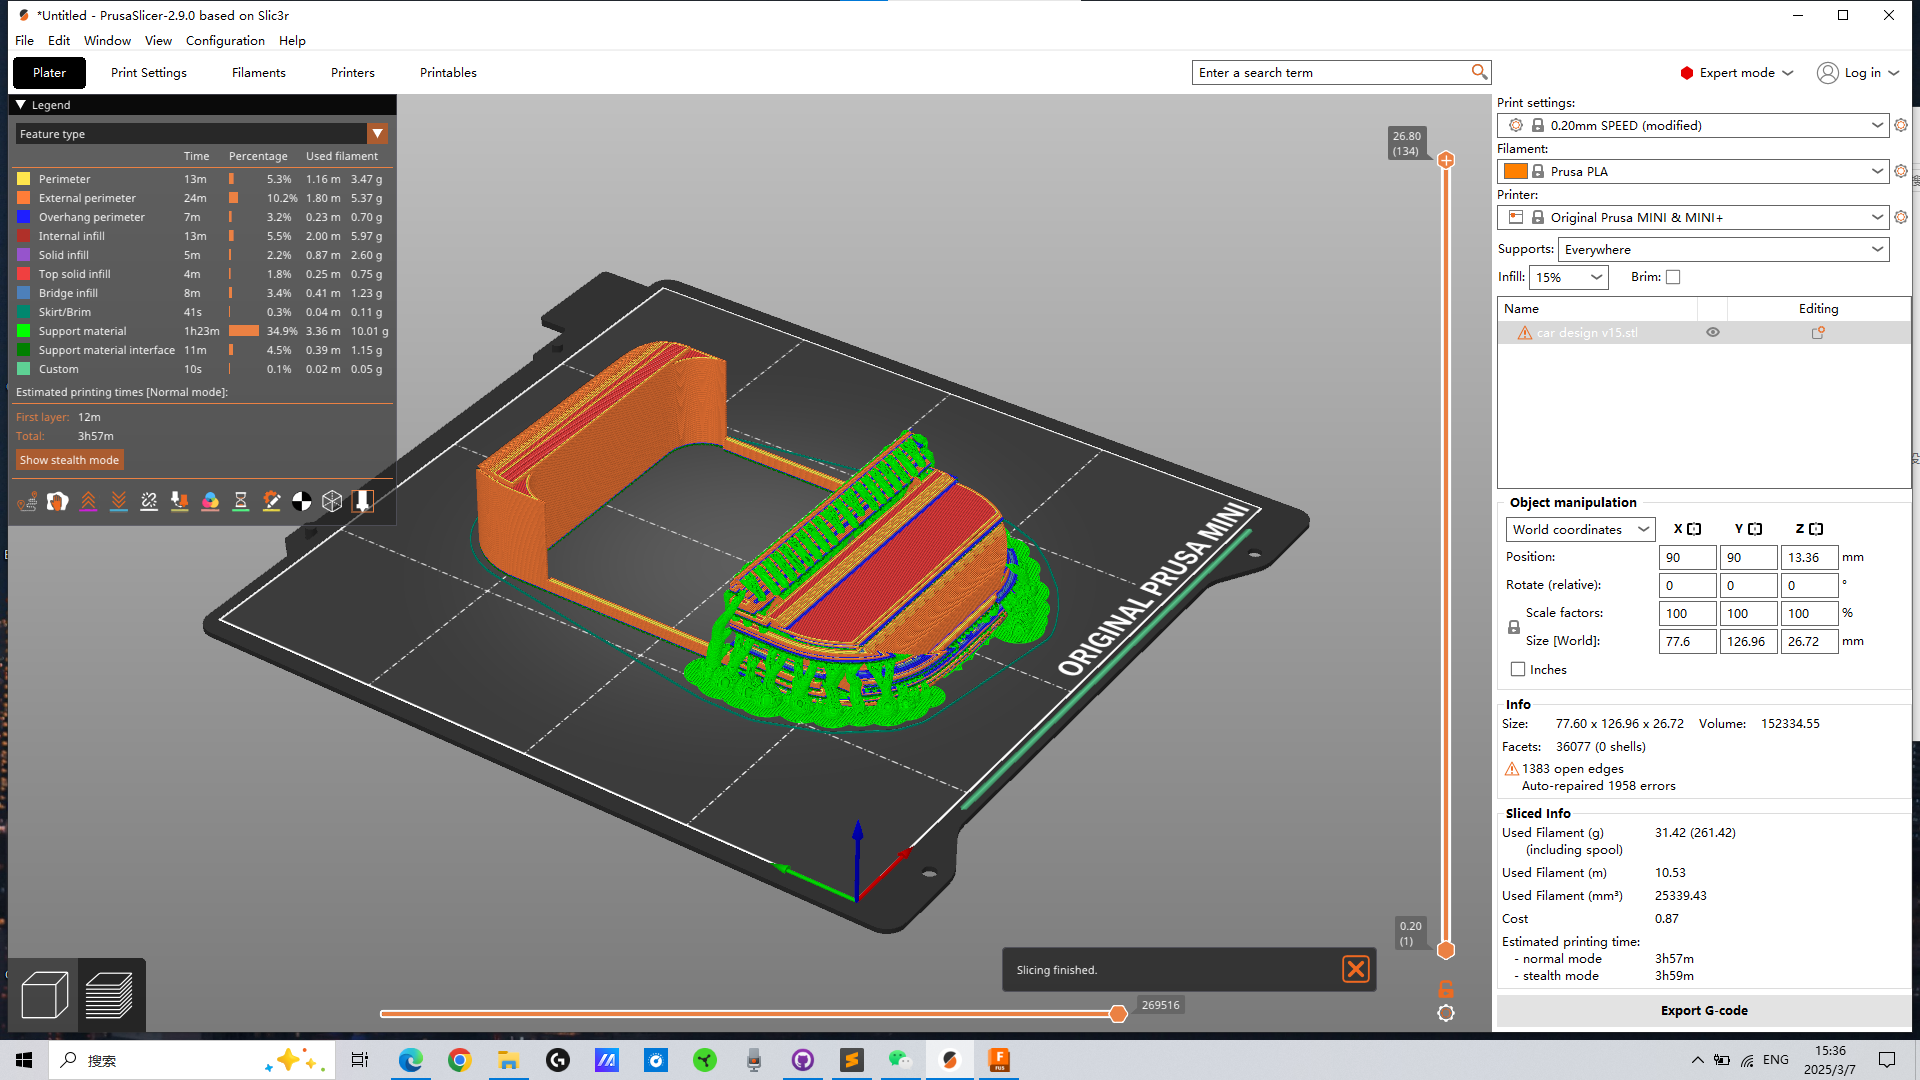 *Untitled - PrusaSlicer-2.9.0 based on Slic3r
File Edit Window View Configuration Help
Plater Print Settings Filaments Printers Printables Enter a search term Expert mode Log in
Legend
Feature type
Time Percentage Used filament
Perimeter 13m 5.3% 1.16 m 3.47 g
External perimeter 24m 10.2% 1.80 m 5.37 g
Overhang perimeter 7m 3.2% 0.23 m 0.70 g
Internal infill 13m 5.5% 2.00 m 5.97 g
Solid infill 5m 2.2% 0.87 m 2.60 g
Top solid infill 4m 1.8% 0.25 m 0.75 g
Bridge infill 8m 3.4% 0.41 m 1.23 g
Skirt/Brim 41s 0.3% 0.04 m 0.11 g
Support material 1h23m 34.9% 3.36 m 10.01 g
Support material interface 11m 4.5% 0.39 m 1.15 g
Custom 10s 0.1% 0.02 m 0.05 g
Estimated printing times [Normal mode]:
First layer: 12m
Total: 3h57m
Show stealth mode
26.80
(134)
ORIGINAL PRUSA MINI
0.20
(1)
Slicing finished.
269516
Print settings:
0.20mm SPEED (modified)
Filament:
Prusa PLA
Printer:
Original Prusa MINI & MINI+
Supports: Everywhere
Infill: 15% Brim:
Name Editing
car design v15.stl
Object manipulation
World coordinates X Y Z
Position: 90 90 13.36 mm
Rotate (relative): 0 0 0 °
Scale factors: 100 100 100 %
Size [World]: 77.6 126.96 26.72 mm
Inches
Info
Size: 77.60 x 126.96 x 26.72 Volume: 152334.55
Facets: 36077 (0 shells)
1383 open edges
Auto-repaired 1958 errors
Sliced Info
Used Filament (g) 31.42 (261.42)
(including spool)
Used Filament (m) 10.53
Used Filament (mm³) 25339.43
Cost 0.87
Estimated printing time:
- normal mode 3h57m
- stealth mode 3h59m
Export G-code
搜索
ENG
15:36
2025/3/7